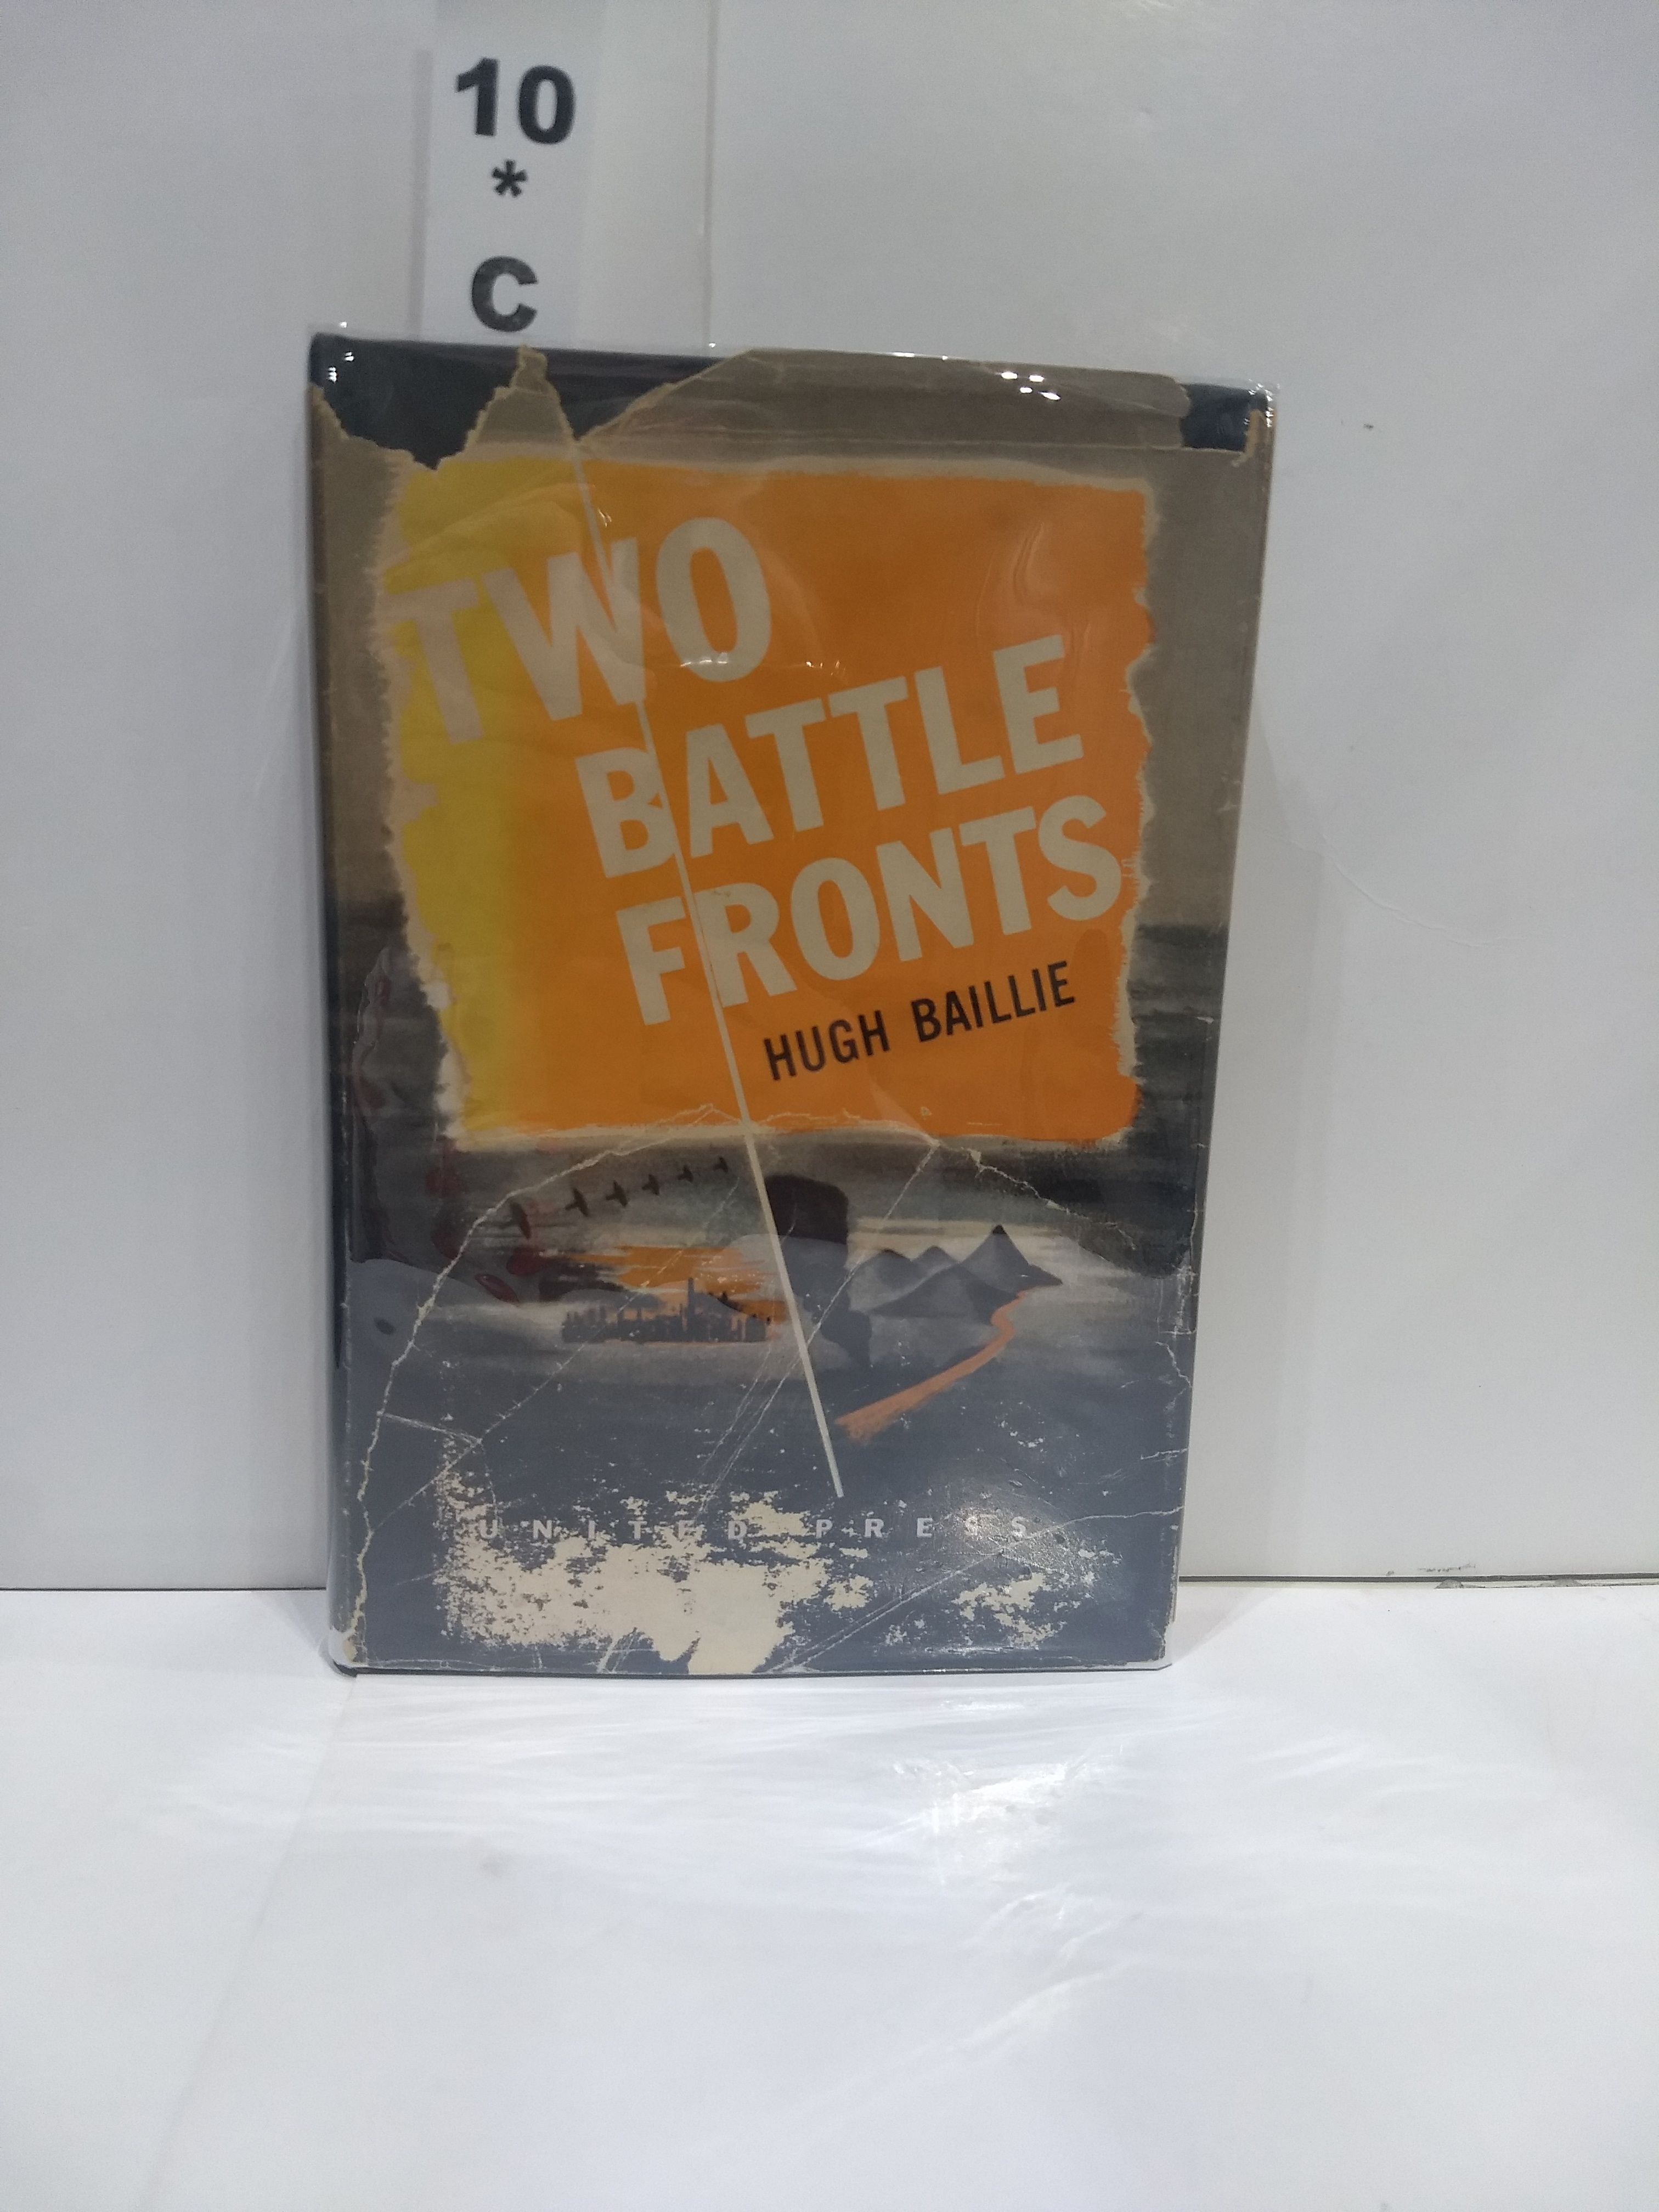 10
*
C
TWO
BATTLE
FRONTS
HUGH BAILLIE
UNITED PRESS